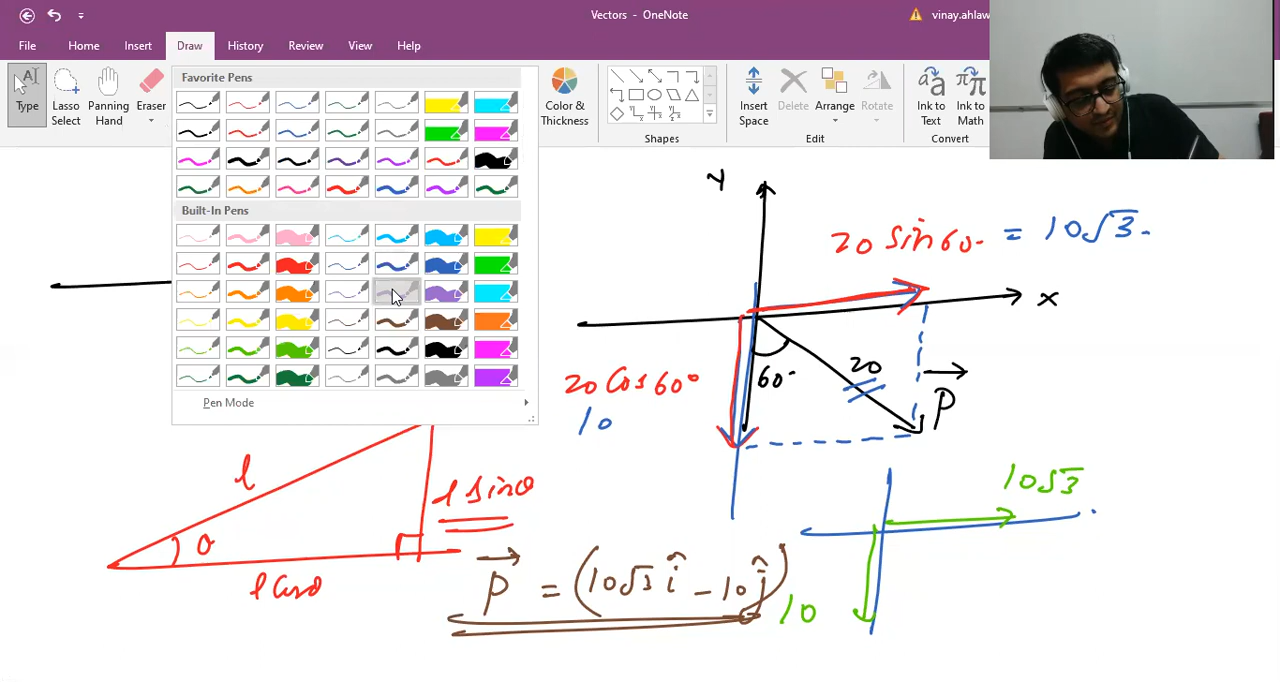 Vectors - OneNote
vinay.ahlaw
File Home Insert Draw History Review View Help
Favorite Pens
Built-In Pens
Pen Mode
Type
Lasso Select
Panning Hand
Eraser
Color & Thickness
Shapes
Insert Space
Delete
Arrange
Rotate
Edit
Ink to Text
Ink to Math
Convert
Y
20 sin60° = 10√3
x
60°
20
P
20 Cos 60°
10
l
l sinθ
θ
l cosθ
10√3
10
P = (10√3 î - 10 ĵ)